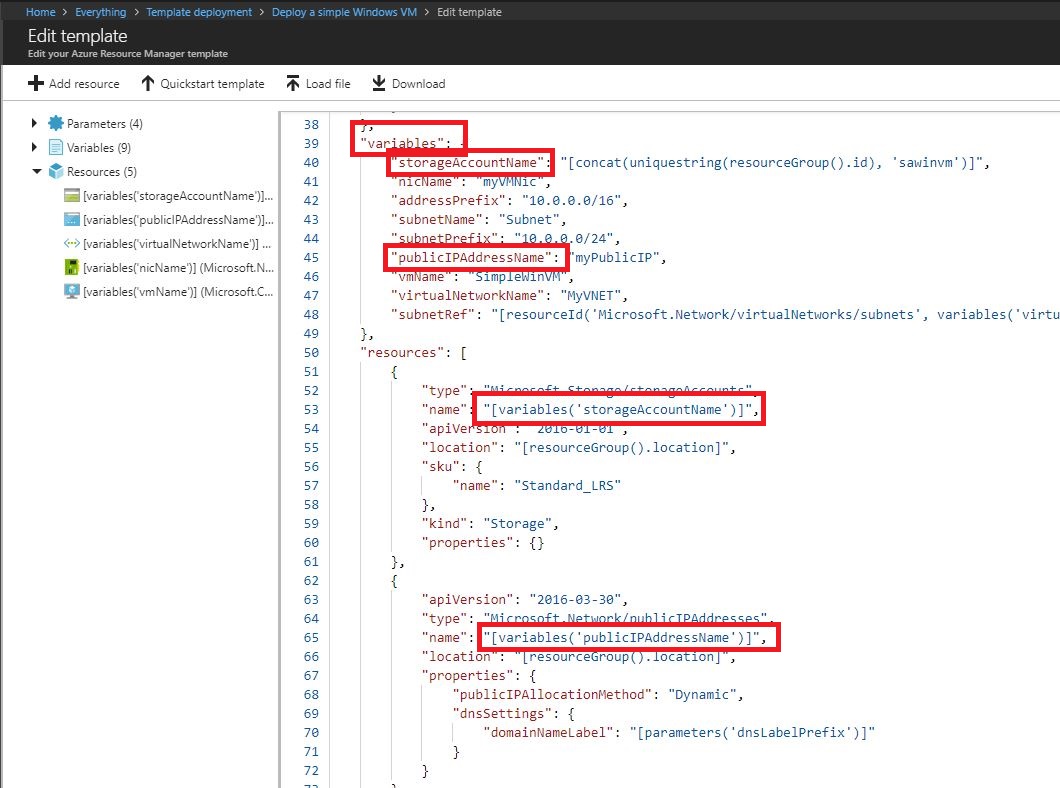 Home > Everything > Template deployment > Deploy a simple Windows VM > Edit template
Edit template
Edit your Azure Resource Manager template
Add resource Quickstart template Load file Download
Parameters (4)
Variables (9)
Resources (5)
[variables('storageAccountName')]...
[variables('publicIPAddressName')]...
[variables('virtualNetworkName')] ...
[variables('nicName')] (Microsoft.N...
[variables('vmName')] (Microsoft.C...
38 },
39 "variables": {
40 "storageAccountName": "[concat(uniquestring(resourceGroup().id), 'sawinvm')]",
41 "nicName": "myVMNic",
42 "addressPrefix": "10.0.0.0/16",
43 "subnetName": "Subnet",
44 "subnetPrefix": "10.0.0.0/24",
45 "publicIPAddressName": "myPublicIP",
46 "vmName": "SimpleWinVM",
47 "virtualNetworkName": "MyVNET",
48 "subnetRef": "[resourceId('Microsoft.Network/virtualNetworks/subnets', variables('virtu
49 },
50 "resources": [
51 {
52 "type": "Microsoft.Storage/storageAccounts",
53 "name": "[variables('storageAccountName')]",
54 "apiVersion": "2016-01-01",
55 "location": "[resourceGroup().location]",
56 "sku": {
57 "name": "Standard_LRS"
58 },
59 "kind": "Storage",
60 "properties": {}
61 },
62 {
63 "apiVersion": "2016-03-30",
64 "type": "Microsoft.Network/publicIPAddresses",
65 "name": "[variables('publicIPAddressName')]",
66 "location": "[resourceGroup().location]",
67 "properties": {
68 "publicIPAllocationMethod": "Dynamic",
69 "dnsSettings": {
70 "domainNameLabel": "[parameters('dnsLabelPrefix')]"
71 }
72 }